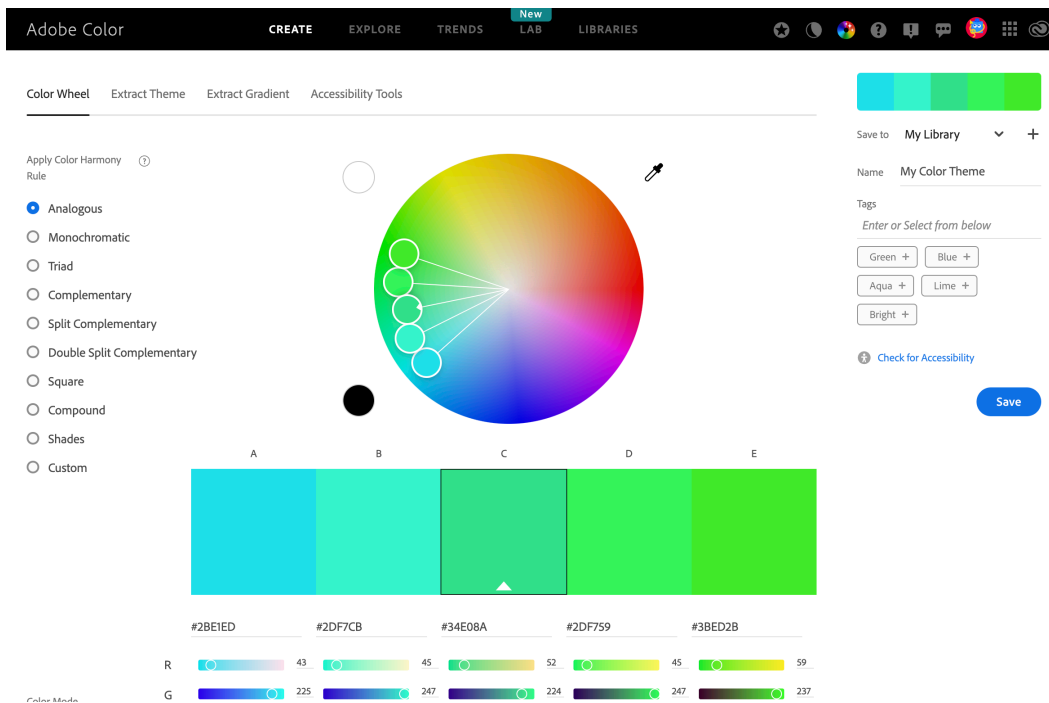 Adobe Color
CREATE
EXPLORE
TRENDS
New
LAB
LIBRARIES
Color Wheel
Extract Theme
Extract Gradient
Accessibility Tools
Apply Color Harmony
Rule
Analogous
Monochromatic
Triad
Complementary
Split Complementary
Double Split Complementary
Square
Compound
Shades
Custom
Save to My Library
Name My Color Theme
Tags
Enter or Select from below
Green +
Blue +
Aqua +
Lime +
Bright +
Check for Accessibility
Save
A B C D E
#2BE1ED #2DF7CB #34E08A #2DF759 #3BED2B
R 43 45 52 45 59
G 225 247 224 247 237
Color Mode